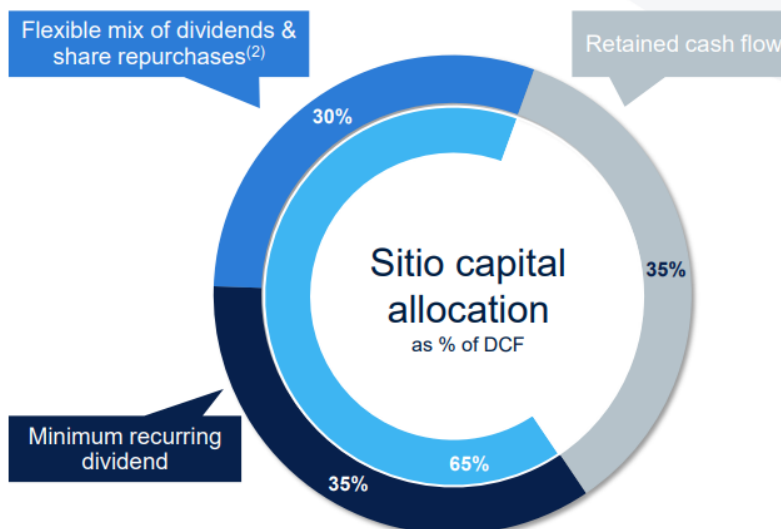 Flexible mix of dividends &
share repurchases(2)
Retained cash flow
30%
Sitio capital
allocation
as % of DCF
35%
Minimum recurring
dividend
35%
65%